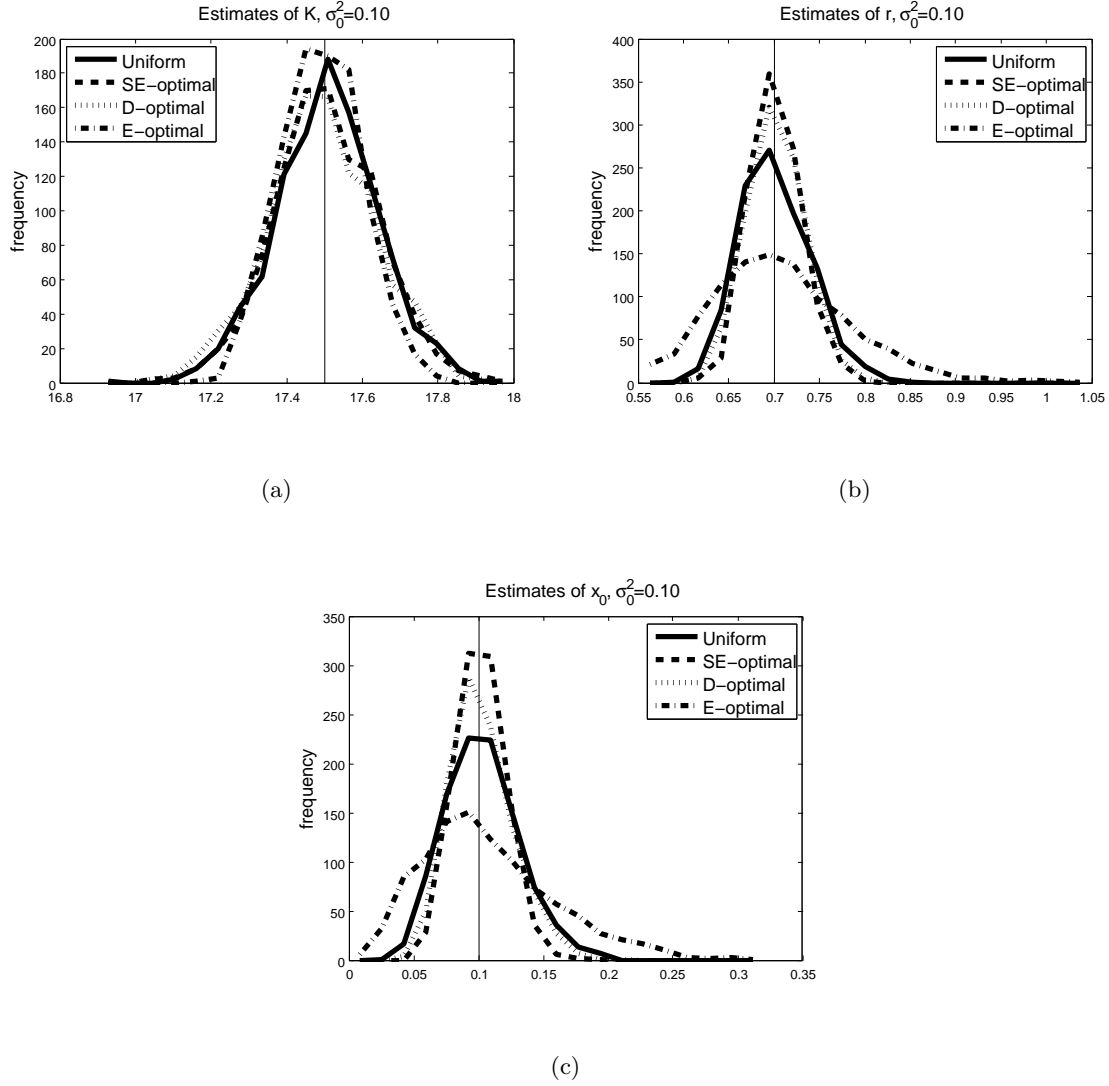 Estimates of K, σ₀²=0.10
200
180
160
140
120
100
80
60
40
20
0
frequency
Uniform
SE−optimal
D−optimal
E−optimal
16.8 17 17.2 17.4 17.6 17.8 18
(a)
Estimates of r, σ₀²=0.10
400
350
300
250
200
150
100
50
0
frequency
Uniform
SE−optimal
D−optimal
E−optimal
0.55 0.6 0.65 0.7 0.75 0.8 0.85 0.9 0.95 1 1.05
(b)
Estimates of x₀, σ₀²=0.10
350
300
250
200
150
100
50
0
frequency
Uniform
SE−optimal
D−optimal
E−optimal
0 0.05 0.1 0.15 0.2 0.25 0.3 0.35
(c)